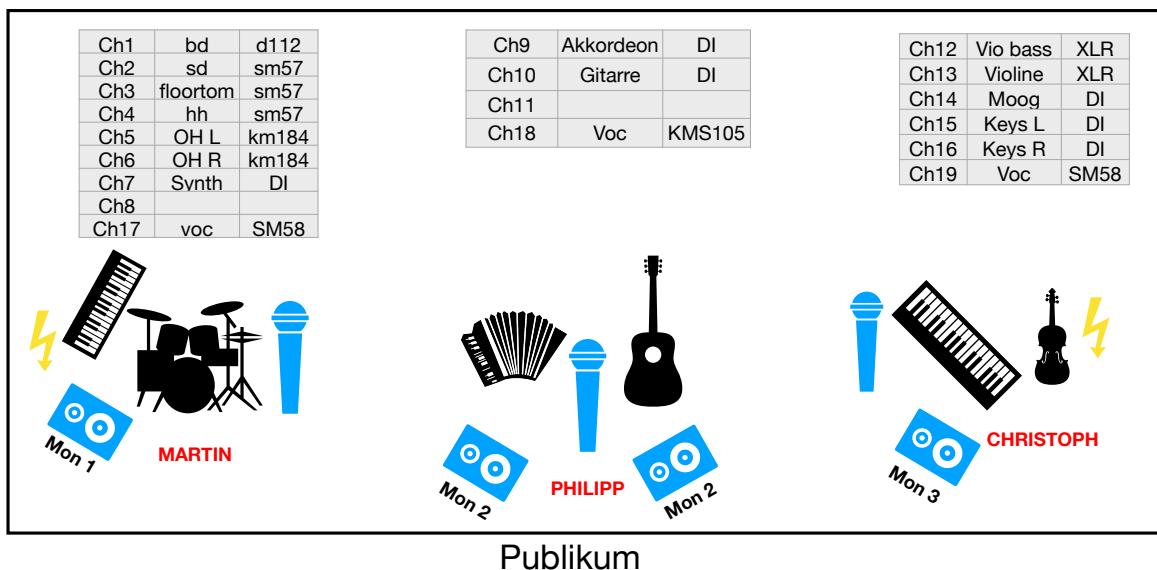 Ch1 bd d112
Ch2 sd sm57
Ch3 floortom sm57
Ch4 hh sm57
Ch5 OH L km184
Ch6 OH R km184
Ch7 Synth DI
Ch8
Ch17 voc SM58
Ch9 Akkordeon DI
Ch10 Gitarre DI
Ch11
Ch18 Voc KMS105
Ch12 Vio bass XLR
Ch13 Violine XLR
Ch14 Moog DI
Ch15 Keys L DI
Ch16 Keys R DI
Ch19 Voc SM58
Mon 1
MARTIN
Mon 2
PHILIPP
Mon 2
Mon 3
CHRISTOPH
Publikum